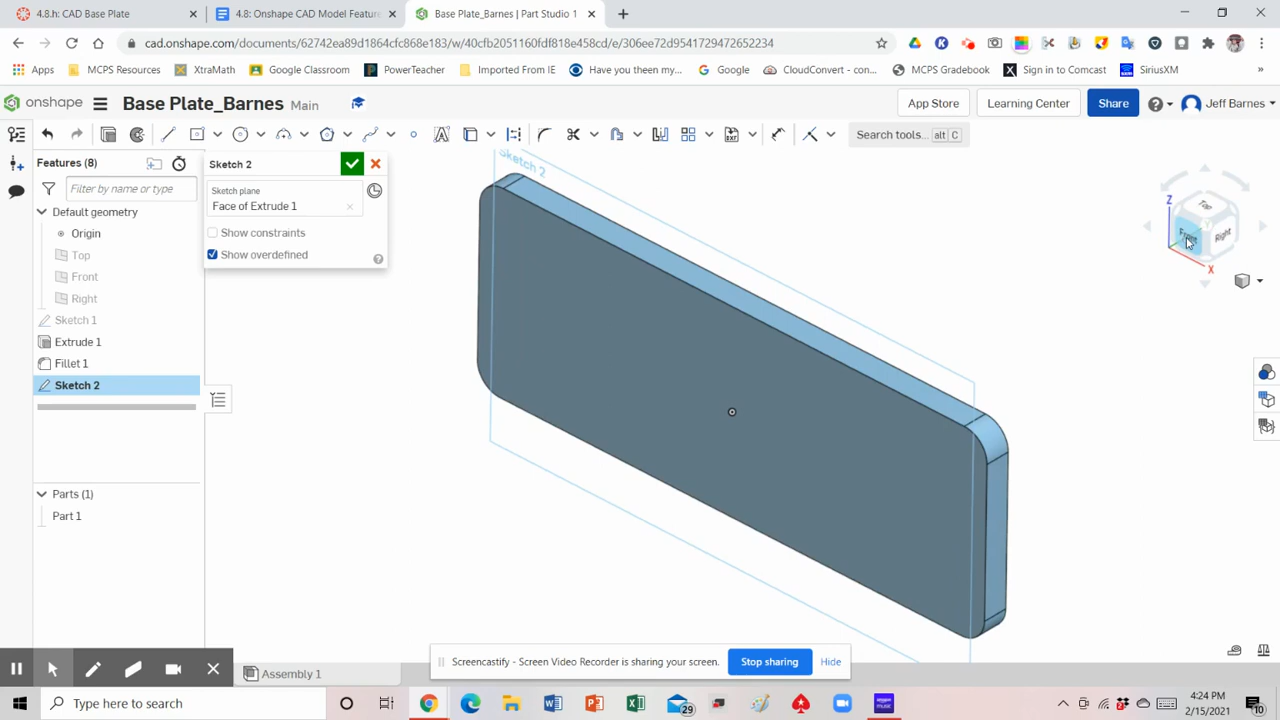 4.8.h: CAD Base Plate
4.8: Onshape CAD Model Feature
Base Plate_Barnes | Part Studio 1
cad.onshape.com/documents/62742ea89d1864cfc868c183/w/40cfb2051160fdf818e458cd/e/306ee72d9541729472652234
Apps
MCPS Resources
XtraMath
Google Classroom
PowerTeacher
Imported From IE
Have you theen my...
Google
CloudConvert - con...
MCPS Gradebook
Sign in to Comcast
SiriusXM
»
onshape
Base Plate_Barnes Main
App Store
Learning Center
Share
Jeff Barnes
Search tools... alt C
Features (8)
Filter by name or type
Default geometry
Origin
Top
Front
Right
Sketch 1
Extrude 1
Fillet 1
Sketch 2
Parts (1)
Part 1
Sketch 2
Sketch plane
Face of Extrude 1
Show constraints
Show overdefined
Sketch 2
Z
Top
Front
Right
Y
X
Screencastify - Screen Video Recorder is sharing your screen.
Stop sharing
Hide
Assembly 1
Type here to search
29
4:24 PM
2/15/2021
10